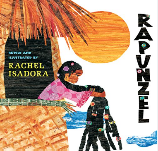 RETOLD AND
ILLUSTRATED BY
RACHEL
ISADORA
RAPUNZEL